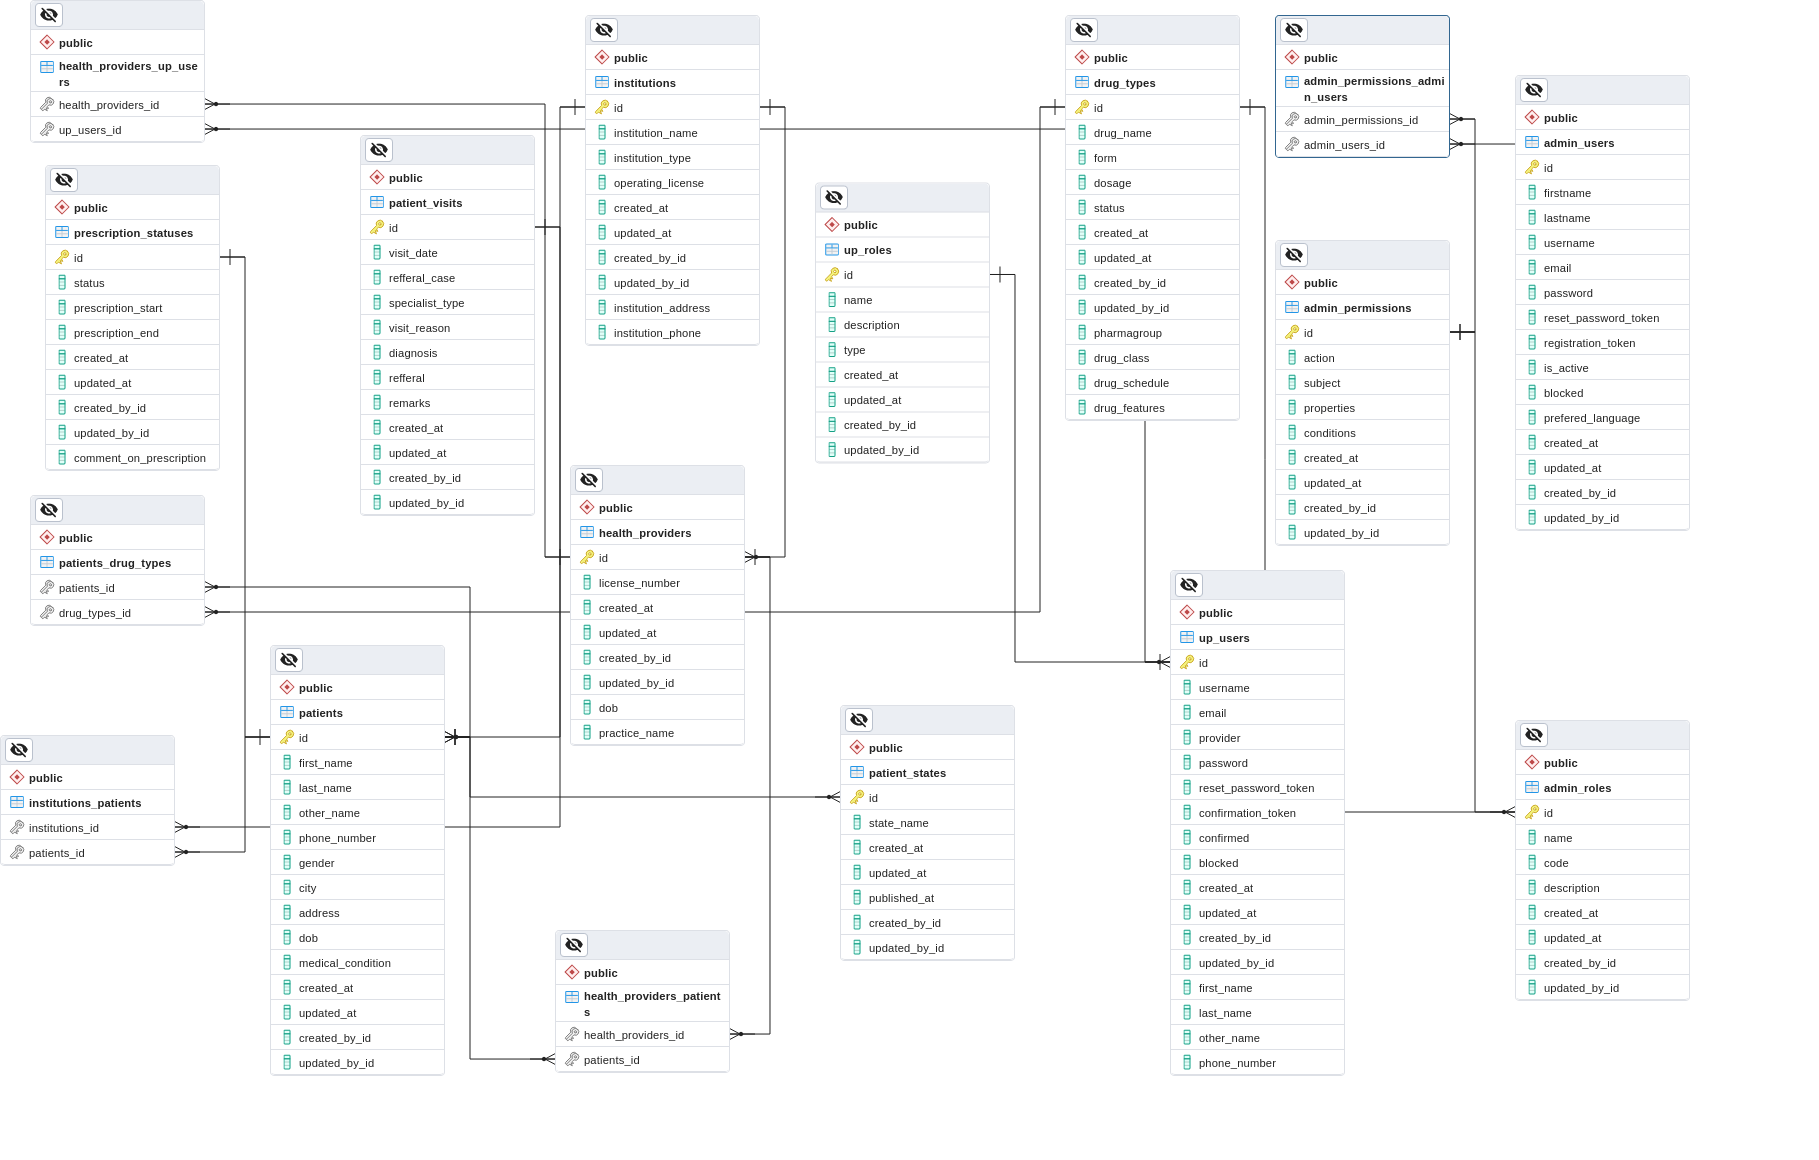 public
health_providers_up_use
rs
health_providers_id
up_users_id
public
prescription_statuses
id
status
prescription_start
prescription_end
created_at
updated_at
created_by_id
updated_by_id
comment_on_prescription
public
patients_drug_types
patients_id
drug_types_id
public
institutions_patients
institutions_id
patients_id
public
patients
id
first_name
last_name
other_name
phone_number
gender
city
address
dob
medical_condition
created_at
updated_at
created_by_id
updated_by_id
public
patient_visits
id
visit_date
refferal_case
specialist_type
visit_reason
diagnosis
refferal
remarks
created_at
updated_at
created_by_id
updated_by_id
public
institutions
id
institution_name
institution_type
operating_license
created_at
updated_at
created_by_id
updated_by_id
institution_address
institution_phone
public
health_providers
id
license_number
created_at
updated_at
created_by_id
updated_by_id
dob
practice_name
public
health_providers_patient
s
health_providers_id
patients_id
public
up_roles
id
name
description
type
created_at
updated_at
created_by_id
updated_by_id
public
patient_states
id
state_name
created_at
updated_at
published_at
created_by_id
updated_by_id
public
drug_types
id
drug_name
form
dosage
status
created_at
updated_at
created_by_id
updated_by_id
pharmagroup
drug_class
drug_schedule
drug_features
public
admin_permissions_admi
n_users
admin_permissions_id
admin_users_id
public
admin_permissions
id
action
subject
properties
conditions
created_at
updated_at
created_by_id
updated_by_id
public
up_users
id
username
email
provider
password
reset_password_token
confirmation_token
confirmed
blocked
created_at
updated_at
created_by_id
updated_by_id
first_name
last_name
other_name
phone_number
public
admin_users
id
firstname
lastname
username
email
password
reset_password_token
registration_token
is_active
blocked
prefered_language
created_at
updated_at
created_by_id
updated_by_id
public
admin_roles
id
name
code
description
created_at
updated_at
created_by_id
updated_by_id